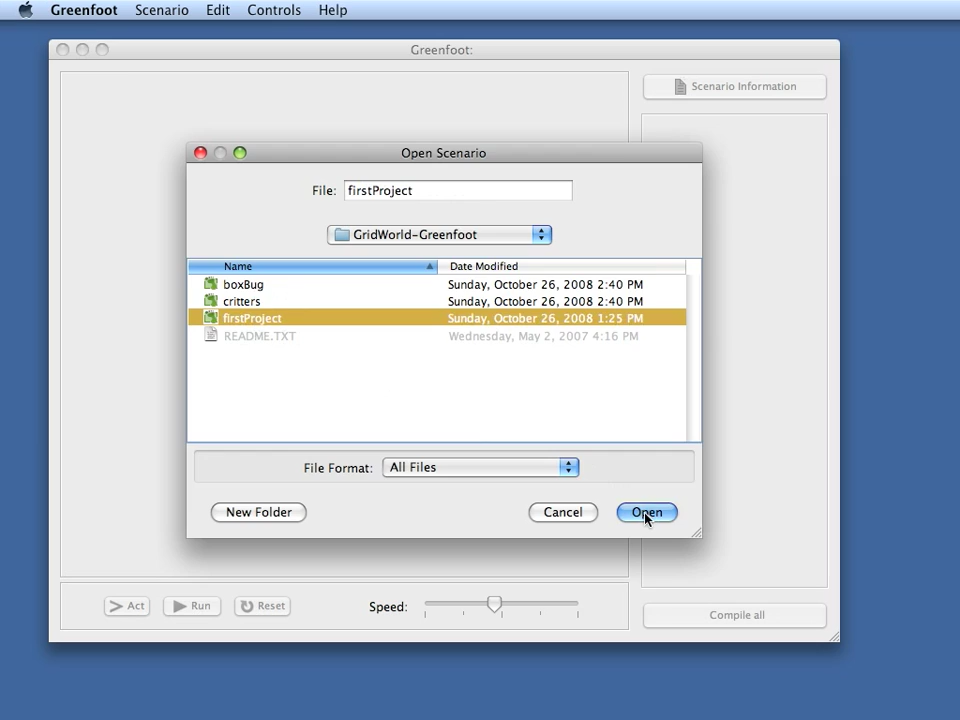 Greenfoot Scenario Edit Controls Help
Greenfoot:
Scenario Information
Open Scenario
File: firstProject
GridWorld-Greenfoot
Name Date Modified
boxBug Sunday, October 26, 2008 2:40 PM
critters Sunday, October 26, 2008 2:40 PM
firstProject Sunday, October 26, 2008 1:25 PM
README.TXT Wednesday, May 2, 2007 4:16 PM
File Format: All Files
New Folder Cancel Open
Act Run Reset Speed:
Compile all